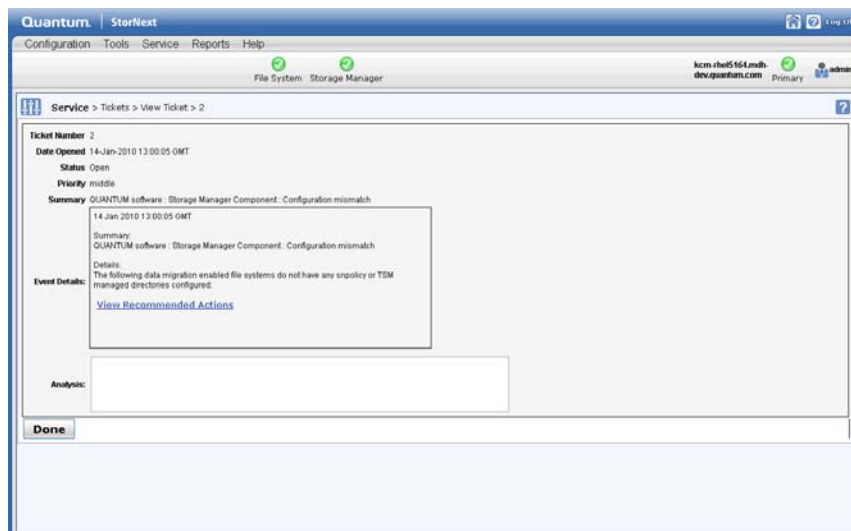 Quantum. StorNext
Configuration Tools Service Reports Help
File System Storage Manager
kcm-rhel5164.mdh-
dev.quantum.com
Primary
admin
Service > Tickets > View Ticket > 2
Ticket Number 2
Date Opened 14-Jan-2010 13:00:05 GMT
Status Open
Priority middle
Summary QUANTUM software : Storage Manager Component : Configuration mismatch
Event Details:
14 Jan 2010 13:00:05 GMT
Summary:
QUANTUM software : Storage Manager Component : Configuration mismatch
Details:
The following data migration enabled file systems do not have any snpolicy or TSM
managed directories configured:
View Recommended Actions
Analysis:
Done